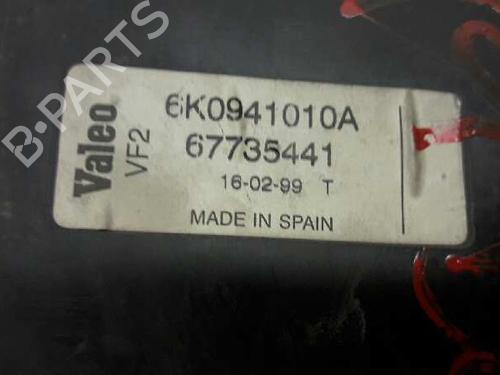 B-PARTS
Valeo
VF2
6K0941010A
67735441
16-02-99 T
MADE IN SPAIN